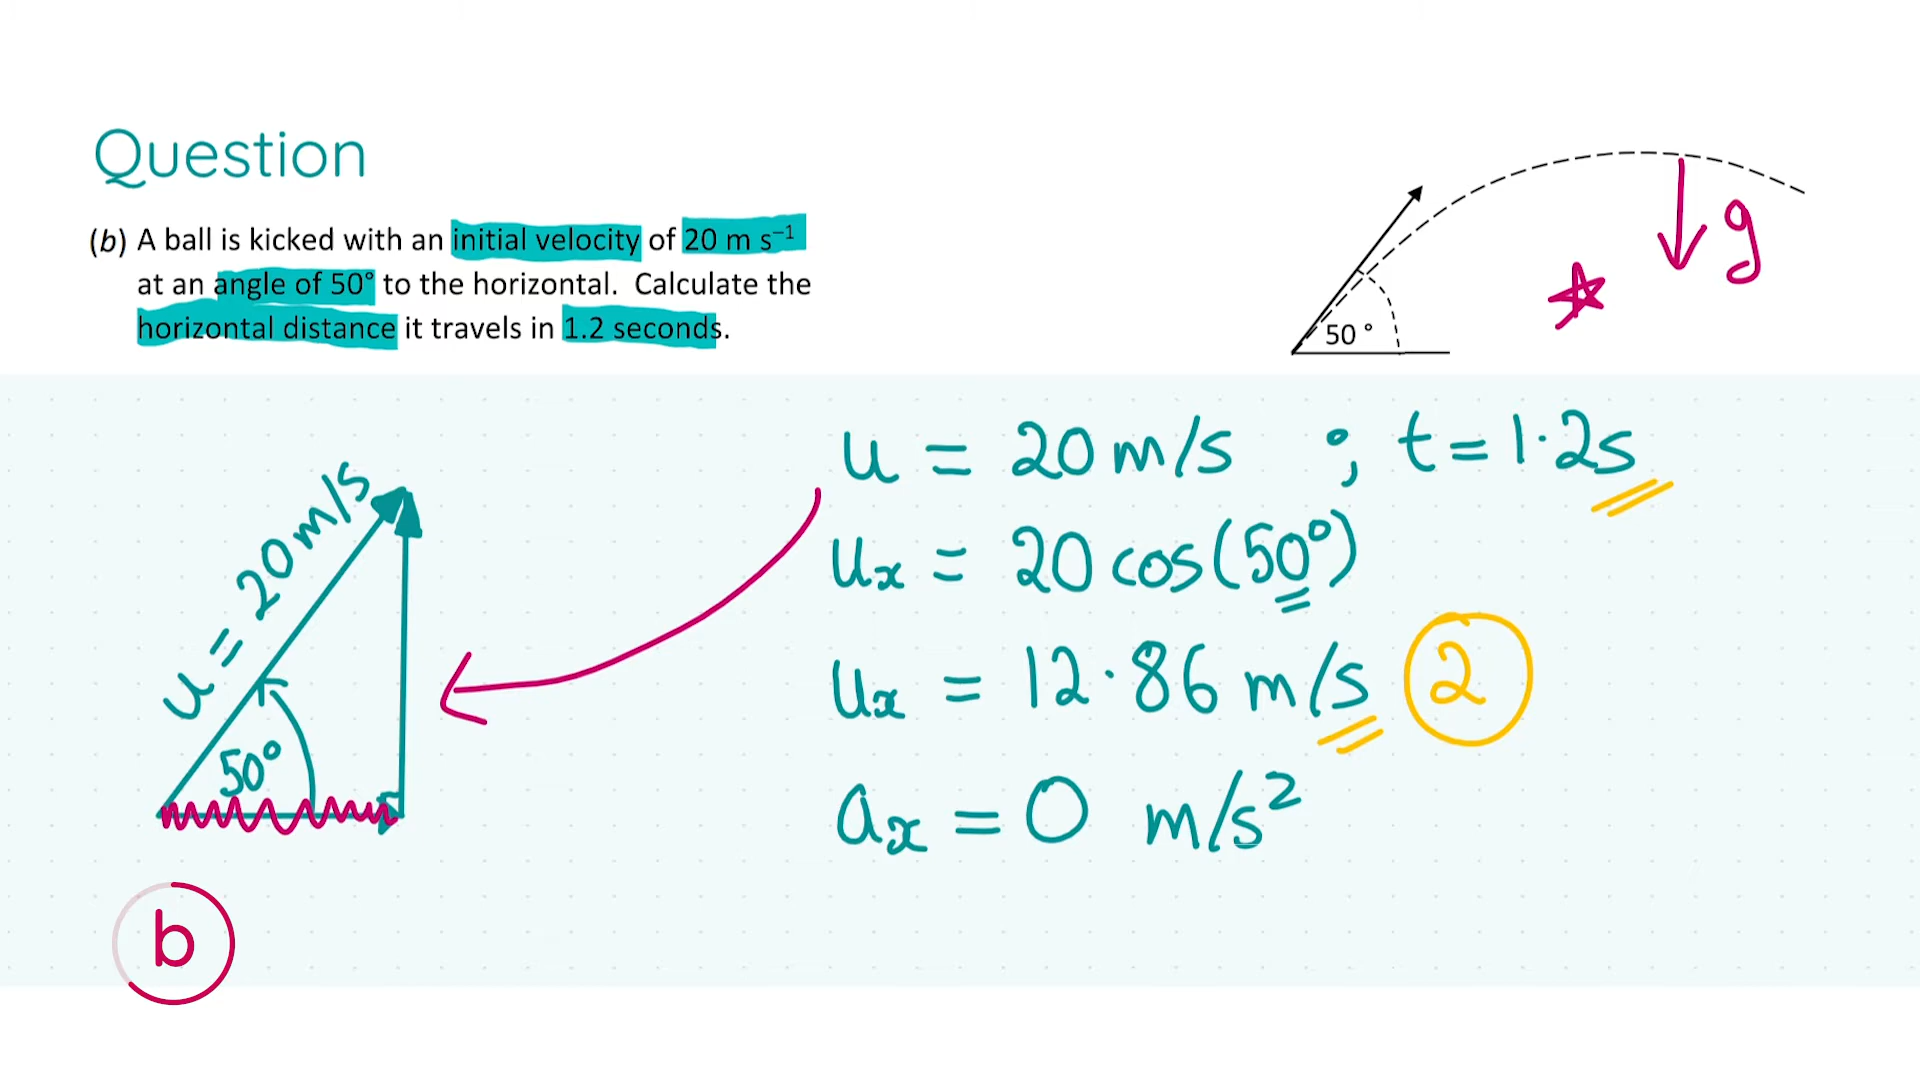 Question
(b) A ball is kicked with an initial velocity of 20 m s⁻¹
at an angle of 50° to the horizontal. Calculate the
horizontal distance it travels in 1.2 seconds.
50 °
g
u = 20 m/s ; t = 1·2s
uₓ = 20 cos(50°)
uₓ = 12·86 m/s 2
aₓ = 0 m/s²
u = 20 m/s
50°
b